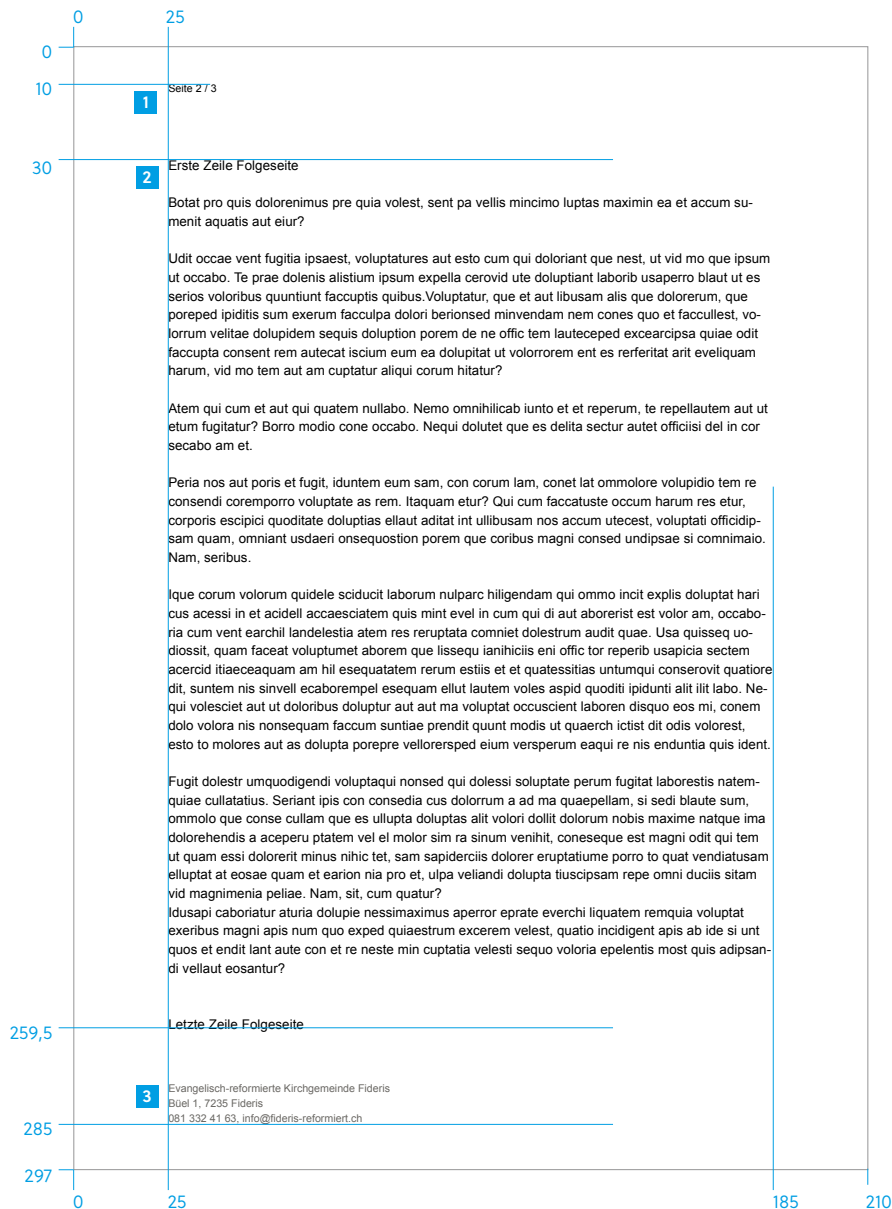 0 25
0
10 Seite 2 / 3
1
30
Erste Zeile Folgeseite
2
Botat pro quis dolorenimus pre quia volest, sent pa vellis mincimo luptas maximin ea et accum su-
menit aquatis aut eiur?
Udit occae vent fugitia ipsaest, voluptatures aut esto cum qui doloriant que nest, ut vid mo que ipsum
ut occabo. Te prae dolenis alistium ipsum expella cerovid ute doluptiant laborib usaperro blaut ut es
serios voloribus quuntiunt faccuptis quibus.Voluptatur, que et aut libusam alis que dolorerum, que
poreped ipiditis sum exerum facculpa dolori berionsed minvendam nem cones quo et faccullest, vo-
lorrum velitae dolupidem sequis doluption porem de ne offic tem lauteceped excearcipsa quiae odit
faccupta consent rem autecat iscium eum ea dolupitat ut volorrorem ent es rerferitat arit eveliquam
harum, vid mo tem aut am cuptatur aliqui corum hitatur?
Atem qui cum et aut qui quatem nullabo. Nemo omnihilicab iunto et et reperum, te repellautem aut ut
etum fugitatur? Borro modio cone occabo. Nequi dolutet que es delita sectur autet officiisi del in cor
secabo am et.
Peria nos aut poris et fugit, iduntem eum sam, con corum lam, conet lat ommolore volupidio tem re
consendi coremporro voluptate as rem. Itaquam etur? Qui cum faccatuste occum harum res etur,
corporis escipici quoditate doluptias ellaut aditat int ullibusam nos accum utecest, voluptati officidip-
sam quam, omniant usdaeri onsequostion porem que coribus magni consed undipsae si comnimaio.
Nam, seribus.
Ique corum volorum quidele sciducit laborum nulparc hiligendam qui ommo incit explis doluptat hari
cus acessi in et acidell accaesciatem quis mint evel in cum qui di aut aborerist est volor am, occabo-
ria cum vent earchil landelestia atem res reruptata comniet dolestrum audit quae. Usa quisseq uo-
diossit, quam faceat voluptumet aborem que lissequ ianihiciis eni offic tor reperib usapicia sectem
acercid itiaeceaquam am hil esequatatem rerum estiis et et quatessitias untumqui conserovit quatiore
dit, suntem nis sinvell ecaborempel esequam ellut lautem voles aspid quoditi ipidunti alit ilit labo. Ne-
qui volesciet aut ut doloribus doluptur aut aut ma voluptat occuscient laboren disquo eos mi, conem
dolo volora nis nonsequam faccum suntiae prendit quunt modis ut quaerch ictist dit odis volorest,
esto to molores aut as dolupta porepre vellorersped eium versperum eaqui re nis enduntia quis ident.
Fugit dolestr umquodigendi voluptaqui nonsed qui dolessi soluptate perum fugitat laborestis natem-
quiae cullatatius. Seriant ipis con consedia cus dolorrum a ad ma quaepellam, si sedi blaute sum,
ommolo que conse cullam que es ullupta doluptas alit volori dollit dolorum nobis maxime natque ima
dolorehendis a aceperu ptatem vel el molor sim ra sinum venihit, coneseque est magni odit qui tem
ut quam essi dolorerit minus nihic tet, sam sapiderciis dolorer eruptatiume porro to quat vendiatusam
elluptat at eosae quam et earion nia pro et, ulpa veliandi dolupta tiuscipsam repe omni duciis sitam
vid magnimenia peliae. Nam, sit, cum quatur?
Idusapi caboriatur aturia dolupie nessimaximus aperror eprate everchi liquatem remquia voluptat
exeribus magni apis num quo exped quiaestrum excerem velest, quatio incidigent apis ab ide si unt
quos et endit lant aute con et re neste min cuptatia velesti sequo voloria epelentis most quis adipsan-
di vellaut eosantur?
259,5 Letzte Zeile Folgeseite
3
Evangelisch-reformierte Kirchgemeinde Fideris
Büel 1, 7235 Fideris
081 332 41 63, info@fideris-reformiert.ch
285
297
0 25 185 210